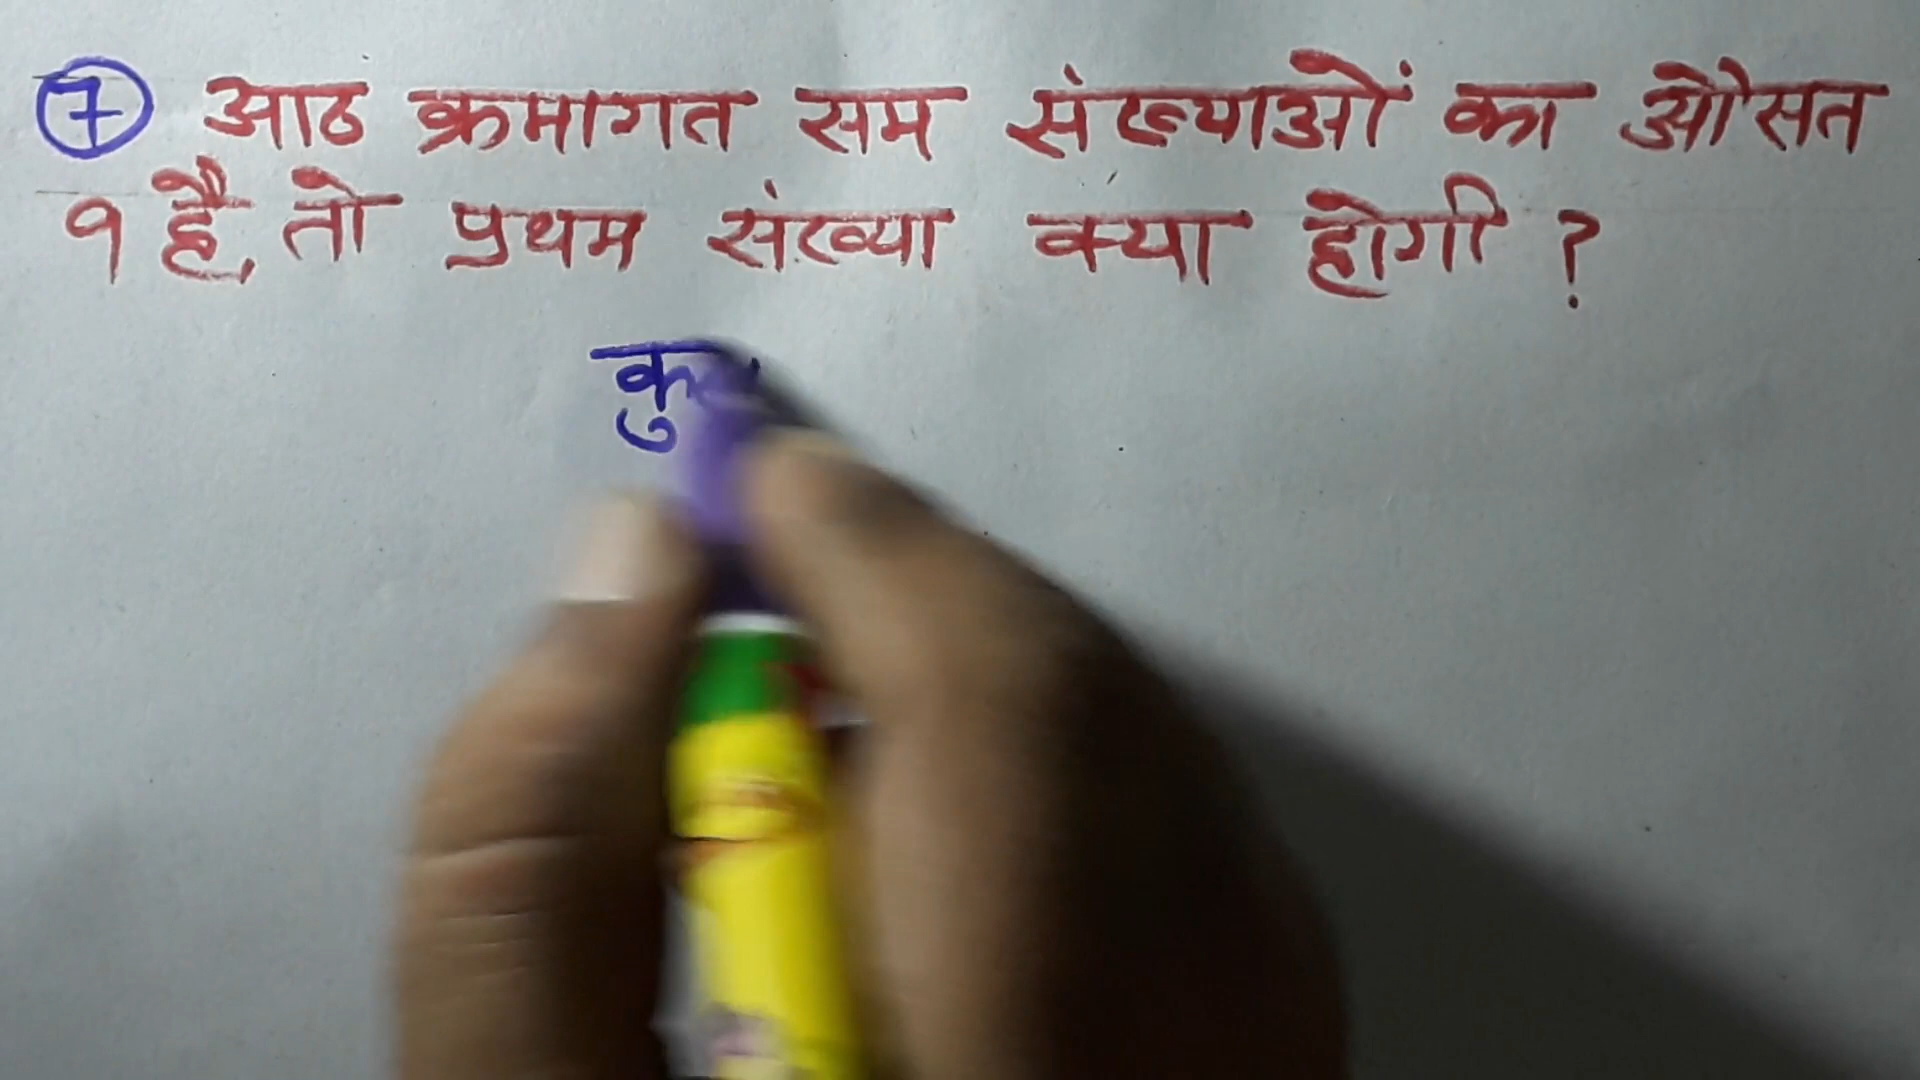 7 आठ क्रमागत सम संख्याओं का औसत
9 है, तो प्रथम संख्या क्या होगी ?